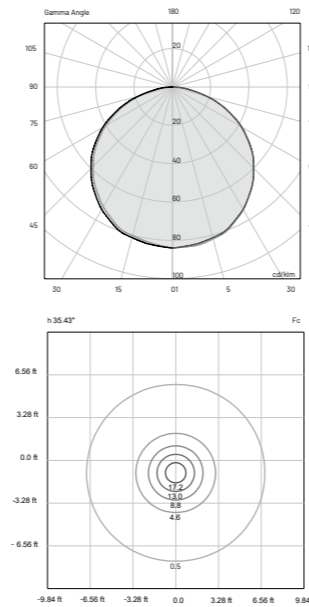 Gamma Angle 180 120
105
20
90
20
75
40
60
60
45
80
cd/klm
100
30 15 01 5 30
h 35.43" Fc
6.56 ft
3.28 ft
0.0 ft
17.2
13.0
-3.28 ft
8.8
4.6
- 6.56 ft
0.5
-9.84 ft -6.56 ft -3.28 ft 0.0 3.28 ft 6.56 ft 9.84